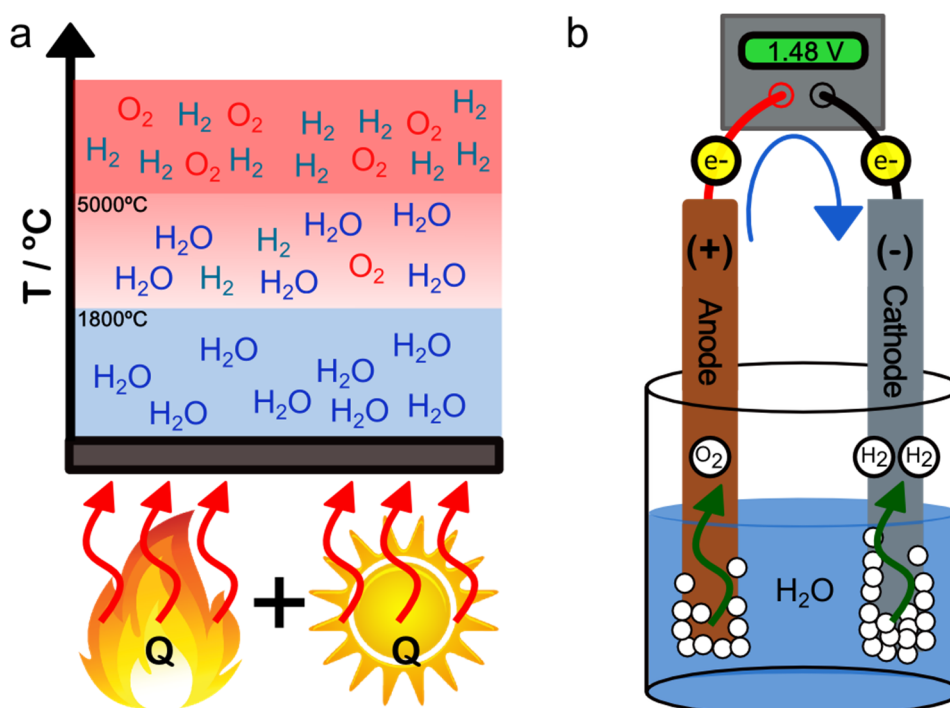 a
T / ºC
O₂ H₂ O₂ H₂ H₂ O₂ H₂
H₂ H₂ O₂ H₂ H₂ O₂ H₂ H₂
5000ºC
H₂O H₂ H₂O H₂O
H₂O H₂ H₂O O₂ H₂O
1800ºC
H₂O H₂O H₂O H₂O
H₂O H₂O H₂O H₂O
Q + Q
b
1.48 V
e- e-
(+) Anode
(-) Cathode
O₂
H2 H2
H₂O